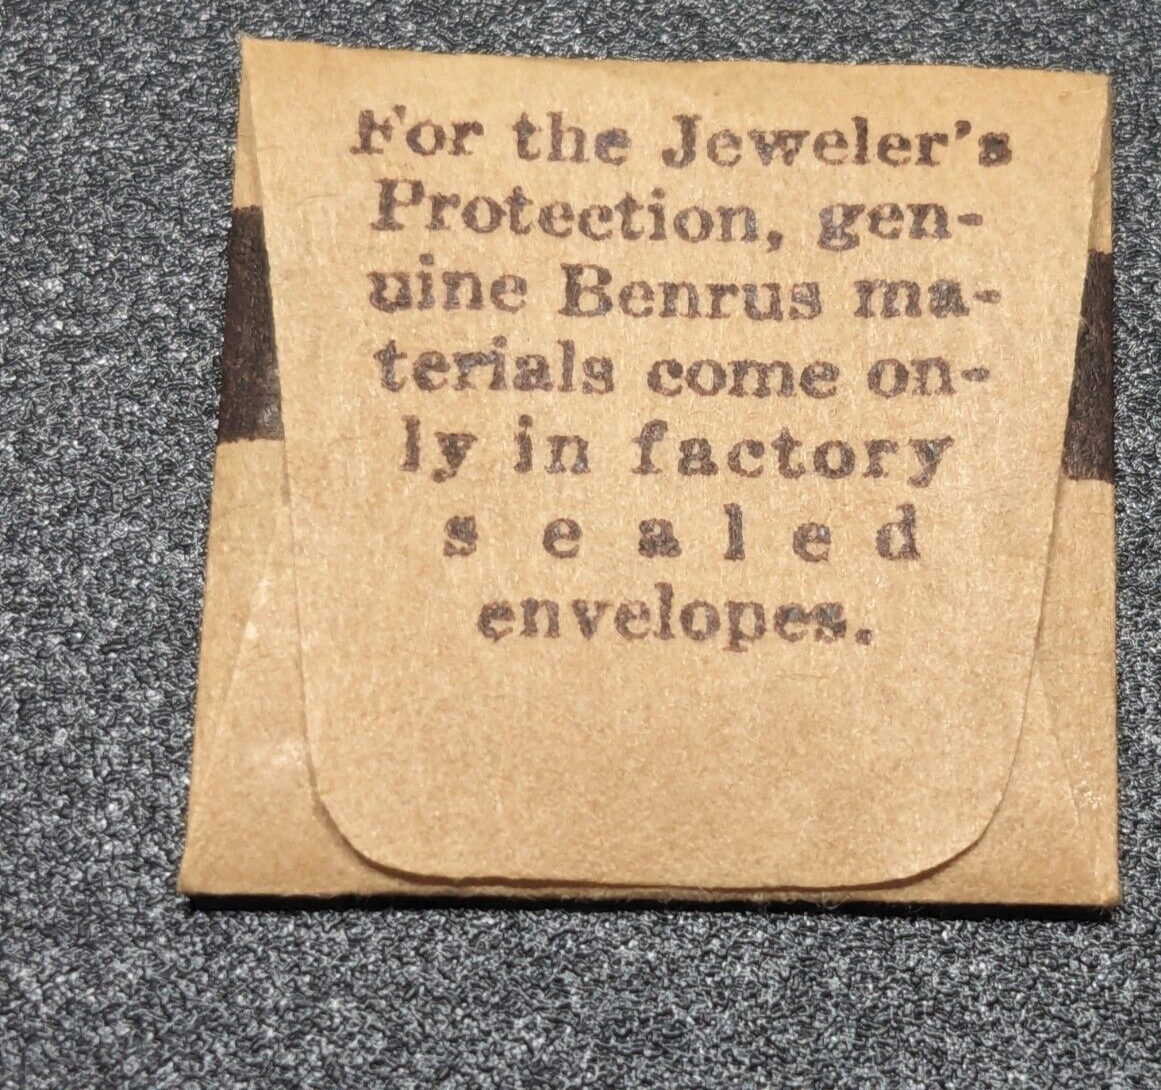 For the Jeweler's
Protection, gen-
uine Benrus ma-
terials come on-
ly in factory
s e a l e d
envelopes.